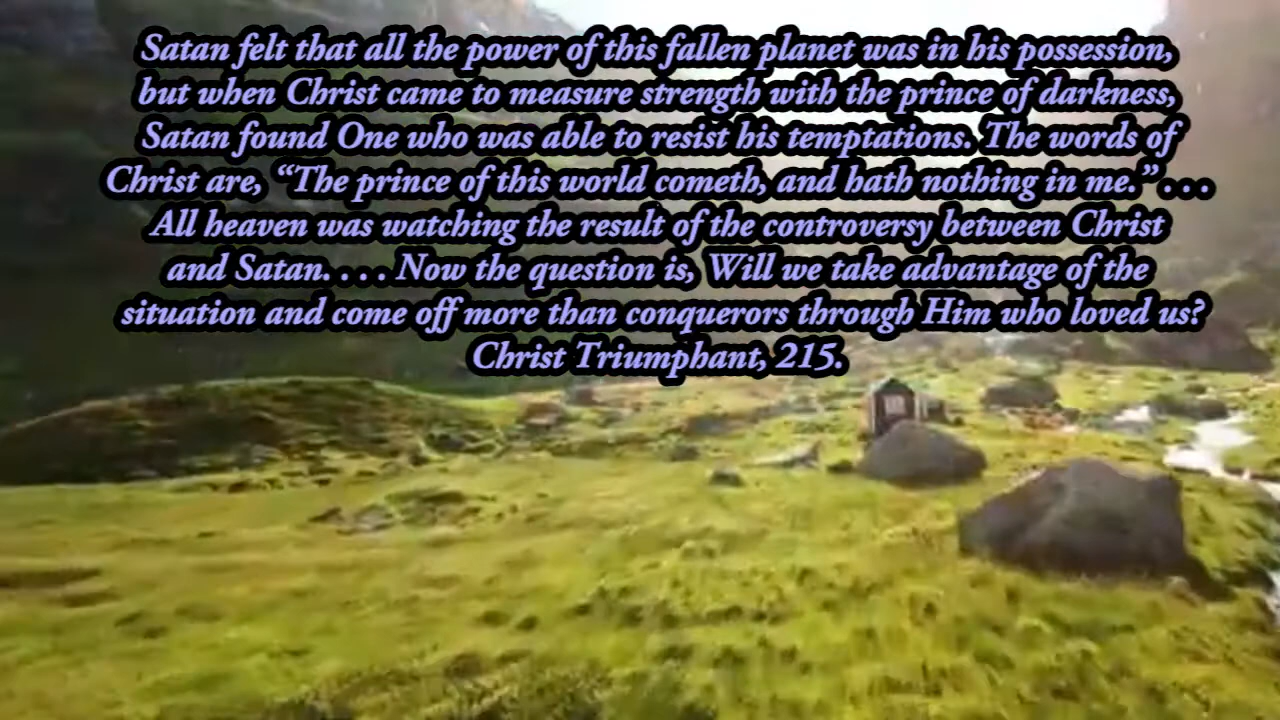 Satan felt that all the power of this fallen planet was in his possession,
but when Christ came to measure strength with the prince of darkness,
Satan found One who was able to resist his temptations. The words of
Christ are, “The prince of this world cometh, and hath nothing in me.” . . .
All heaven was watching the result of the controversy between Christ
and Satan. . . . Now the question is, Will we take advantage of the
situation and come off more than conquerors through Him who loved us?
Christ Triumphant, 215.